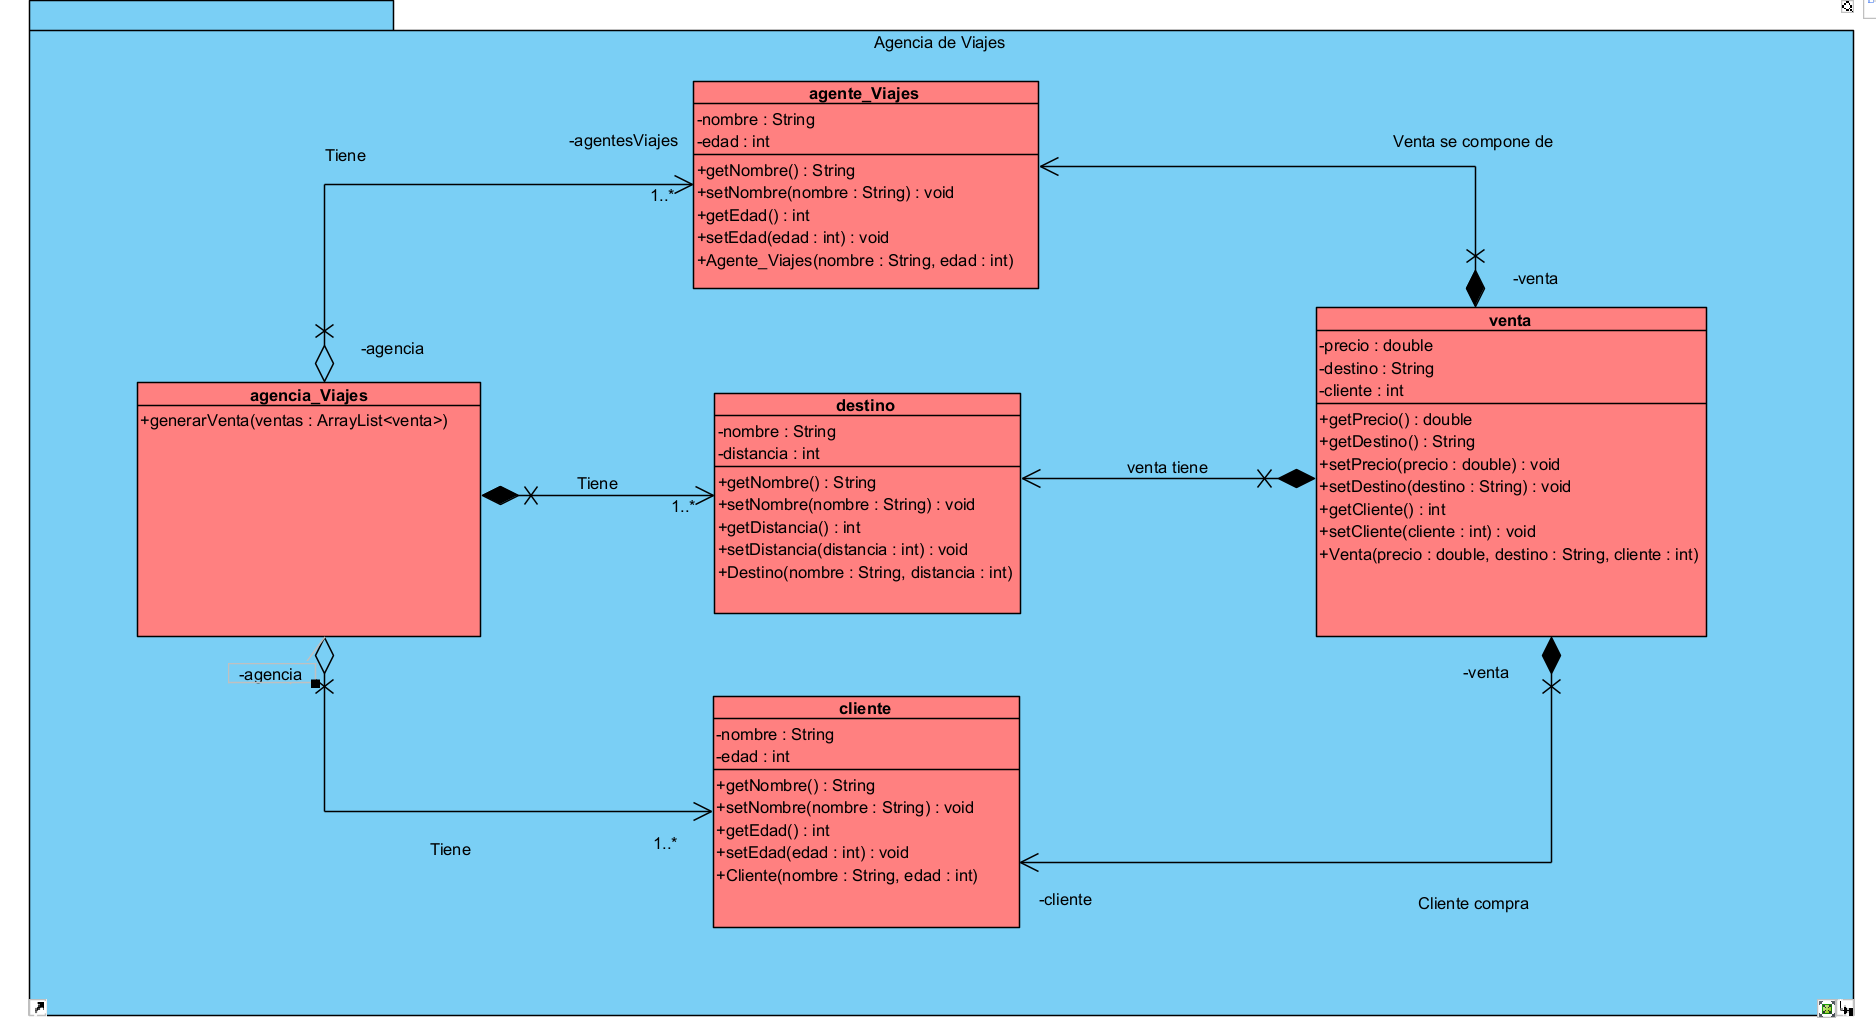 Agencia de Viajes
agente_Viajes
-nombre : String
-edad : int
+getNombre() : String
+setNombre(nombre : String) : void
+getEdad() : int
+setEdad(edad : int) : void
+Agente_Viajes(nombre : String, edad : int)
-agentesViajes
1..*
Tiene
-agencia
Venta se compone de
-venta
agencia_Viajes
+generarVenta(ventas : ArrayList<venta>)
Tiene
1..*
destino
-nombre : String
-distancia : int
+getNombre() : String
+setNombre(nombre : String) : void
+getDistancia() : int
+setDistancia(distancia : int) : void
+Destino(nombre : String, distancia : int)
venta tiene
venta
-precio : double
-destino : String
-cliente : int
+getPrecio() : double
+getDestino() : String
+setPrecio(precio : double) : void
+setDestino(destino : String) : void
+getCliente() : int
+setCliente(cliente : int) : void
+Venta(precio : double, destino : String, cliente : int)
-agencia
Tiene
1..*
cliente
-nombre : String
-edad : int
+getNombre() : String
+setNombre(nombre : String) : void
+getEdad() : int
+setEdad(edad : int) : void
+Cliente(nombre : String, edad : int)
-venta
-cliente
Cliente compra